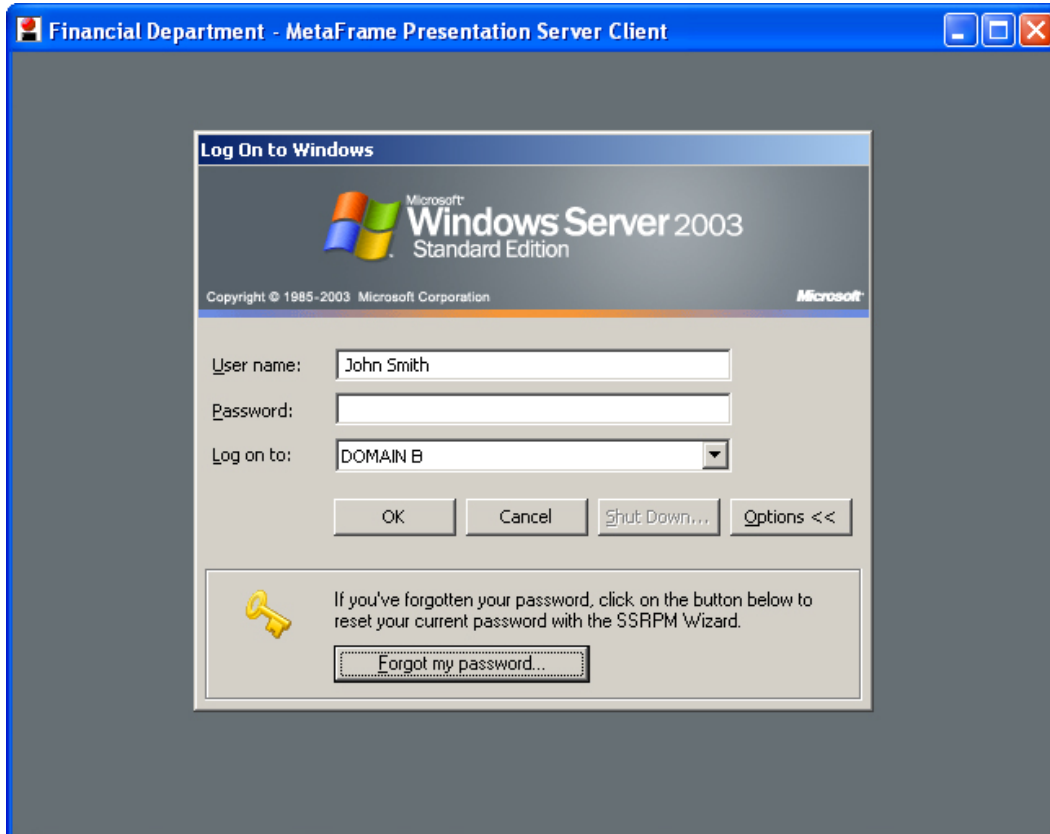 Financial Department - MetaFrame Presentation Server Client
Log On to Windows
Microsoft
Windows Server 2003
Standard Edition
Copyright © 1985-2003 Microsoft Corporation Microsoft
User name: John Smith
Password:
Log on to: DOMAIN B
OK Cancel Shut Down... Options <<
If you've forgotten your password, click on the button below to
reset your current password with the SSRPM Wizard.
Forgot my password...